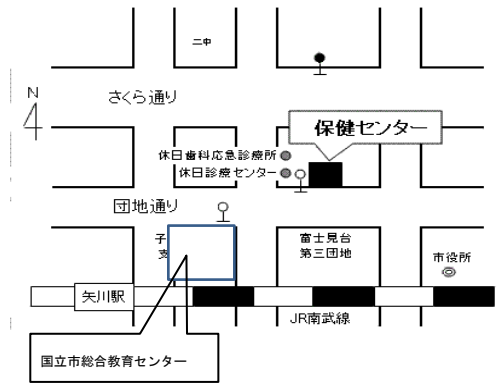 二中
N
さくら通り
保健センター
休日歯科応急診療所
休日診療センター
団地通り
子
支
富士見台
第三団地
市役所
矢川駅
JR南武線
国立市総合教育センター